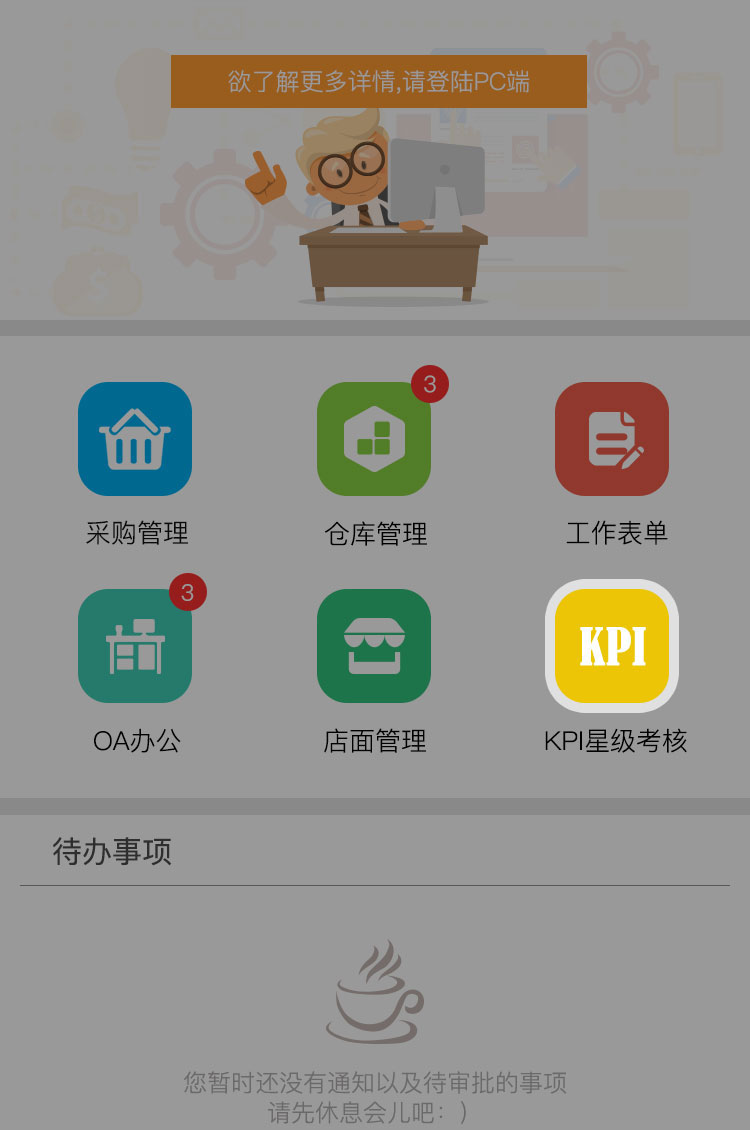 欲了解更多详情,请登陆PC端
3
采购管理
仓库管理
工作表单
3
KPI
OA办公
店面管理
KPI星级考核
待办事项
您暂时还没有通知以及待审批的事项
请先休息会儿吧：)